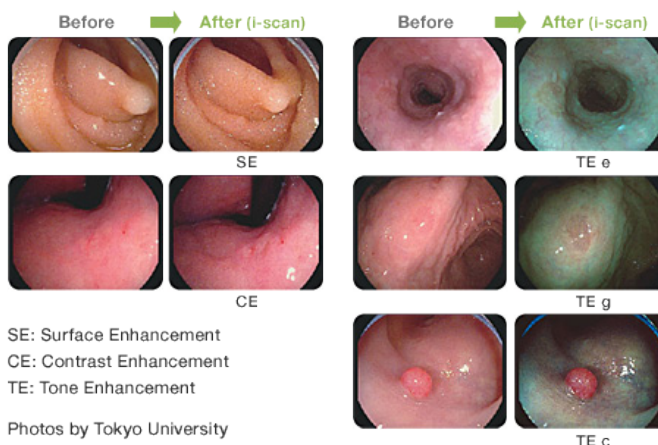 Before After (i-scan)
Before After (i-scan)
SE
TE e
CE
TE g
SE: Surface Enhancement
CE: Contrast Enhancement
TE: Tone Enhancement
Photos by Tokyo University
TE c